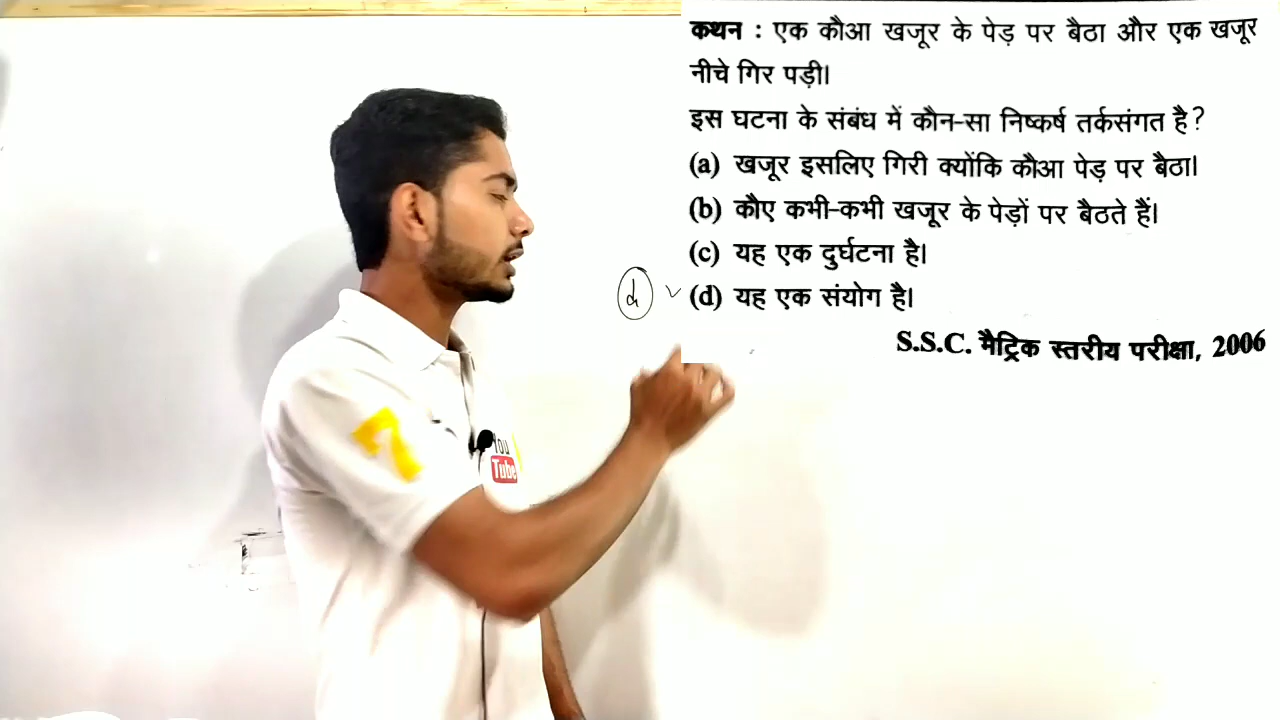 कथन : एक कौआ खजूर के पेड़ पर बैठा और एक खजूर
नीचे गिर पड़ी।
इस घटना के संबंध में कौन-सा निष्कर्ष तर्कसंगत है?
(a) खजूर इसलिए गिरी क्योंकि कौआ पेड़ पर बैठा।
(b) कौए कभी-कभी खजूर के पेड़ों पर बैठते हैं।
(c) यह एक दुर्घटना है।
d (d) यह एक संयोग है।
S.S.C. मैट्रिक स्तरीय परीक्षा, 2006
7
You
Tube